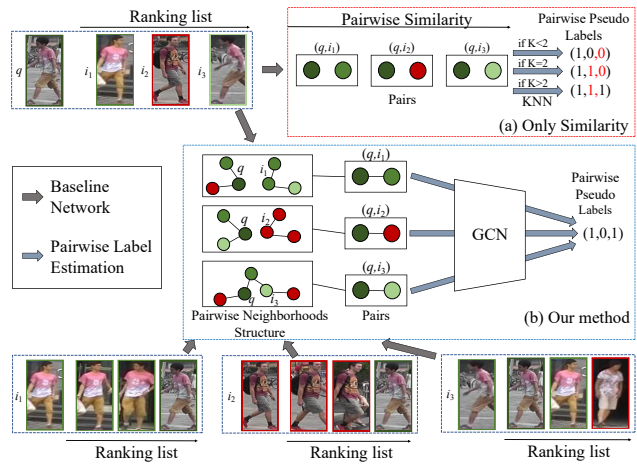 Ranking list
q
i1
i2
i3
Pairwise Similarity
(q,i1)
(q,i2)
(q,i3)
Pairs
if K<2
if K=2
if K>2
KNN
Pairwise Pseudo
Labels
(1,0,0)
(1,1,0)
(1,1,1)
(a) Only Similarity
Baseline
Network
Pairwise Label
Estimation
q
i1
q
i2
q
i3
Pairwise Neighborhoods
Structure
(q,i1)
(q,i2)
(q,i3)
Pairs
GCN
Pairwise
Pseudo
Labels
(1,0,1)
(b) Our method
i1
Ranking list
i2
Ranking list
i3
Ranking list